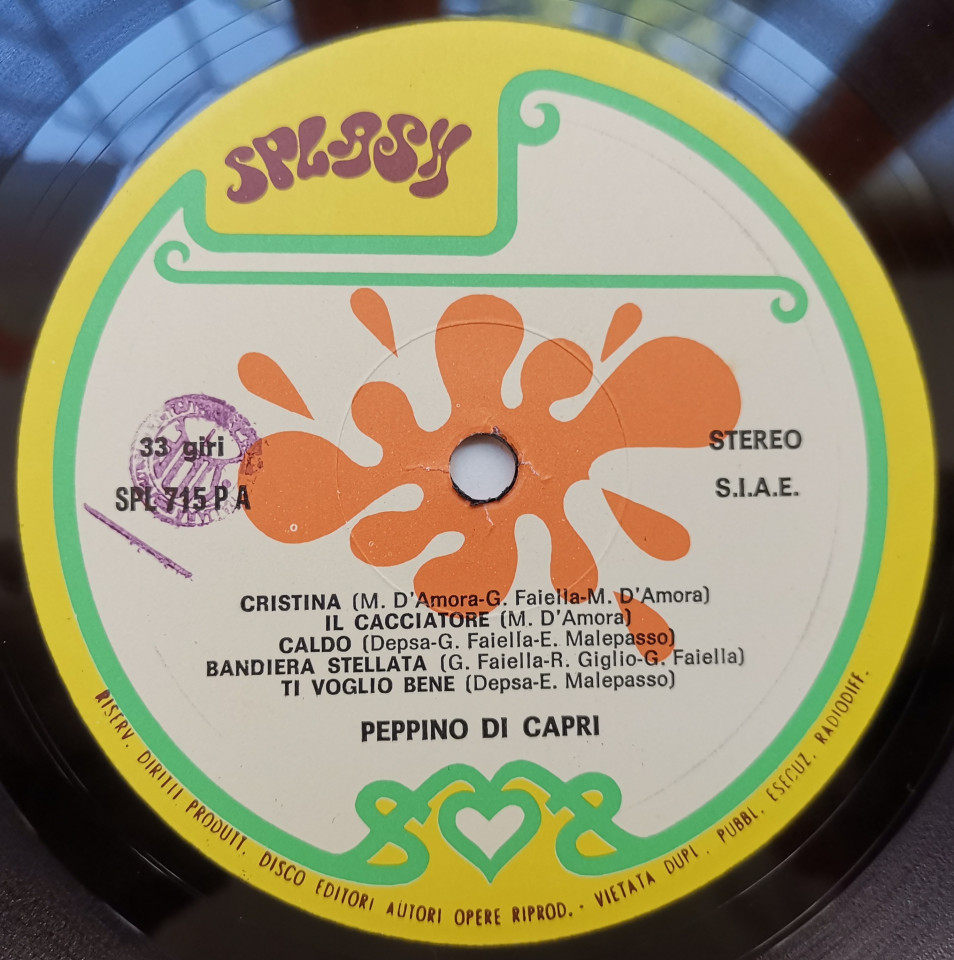 SPLASH
33 giri
STEREO
SPL 715 P A
S.I.A.E.
CRISTINA (M. D'Amora-G. Faiella-M. D'Amora)
IL CACCIATORE (M. D'Amora)
CALDO (Depsa-G. Faiella-E. Malepasso)
BANDIERA STELLATA (G. Faiella-R. Giglio-G. Faiella)
TI VOGLIO BENE (Depsa-E. Malepasso)
PEPPINO DI CAPRI
RISERV. DIRITII PRODUTT. DISCO EDITORI AUTORI OPERE RIPROD. - VIETATA DUPL. PUBBL. ESECUZ. RADIODIFF.